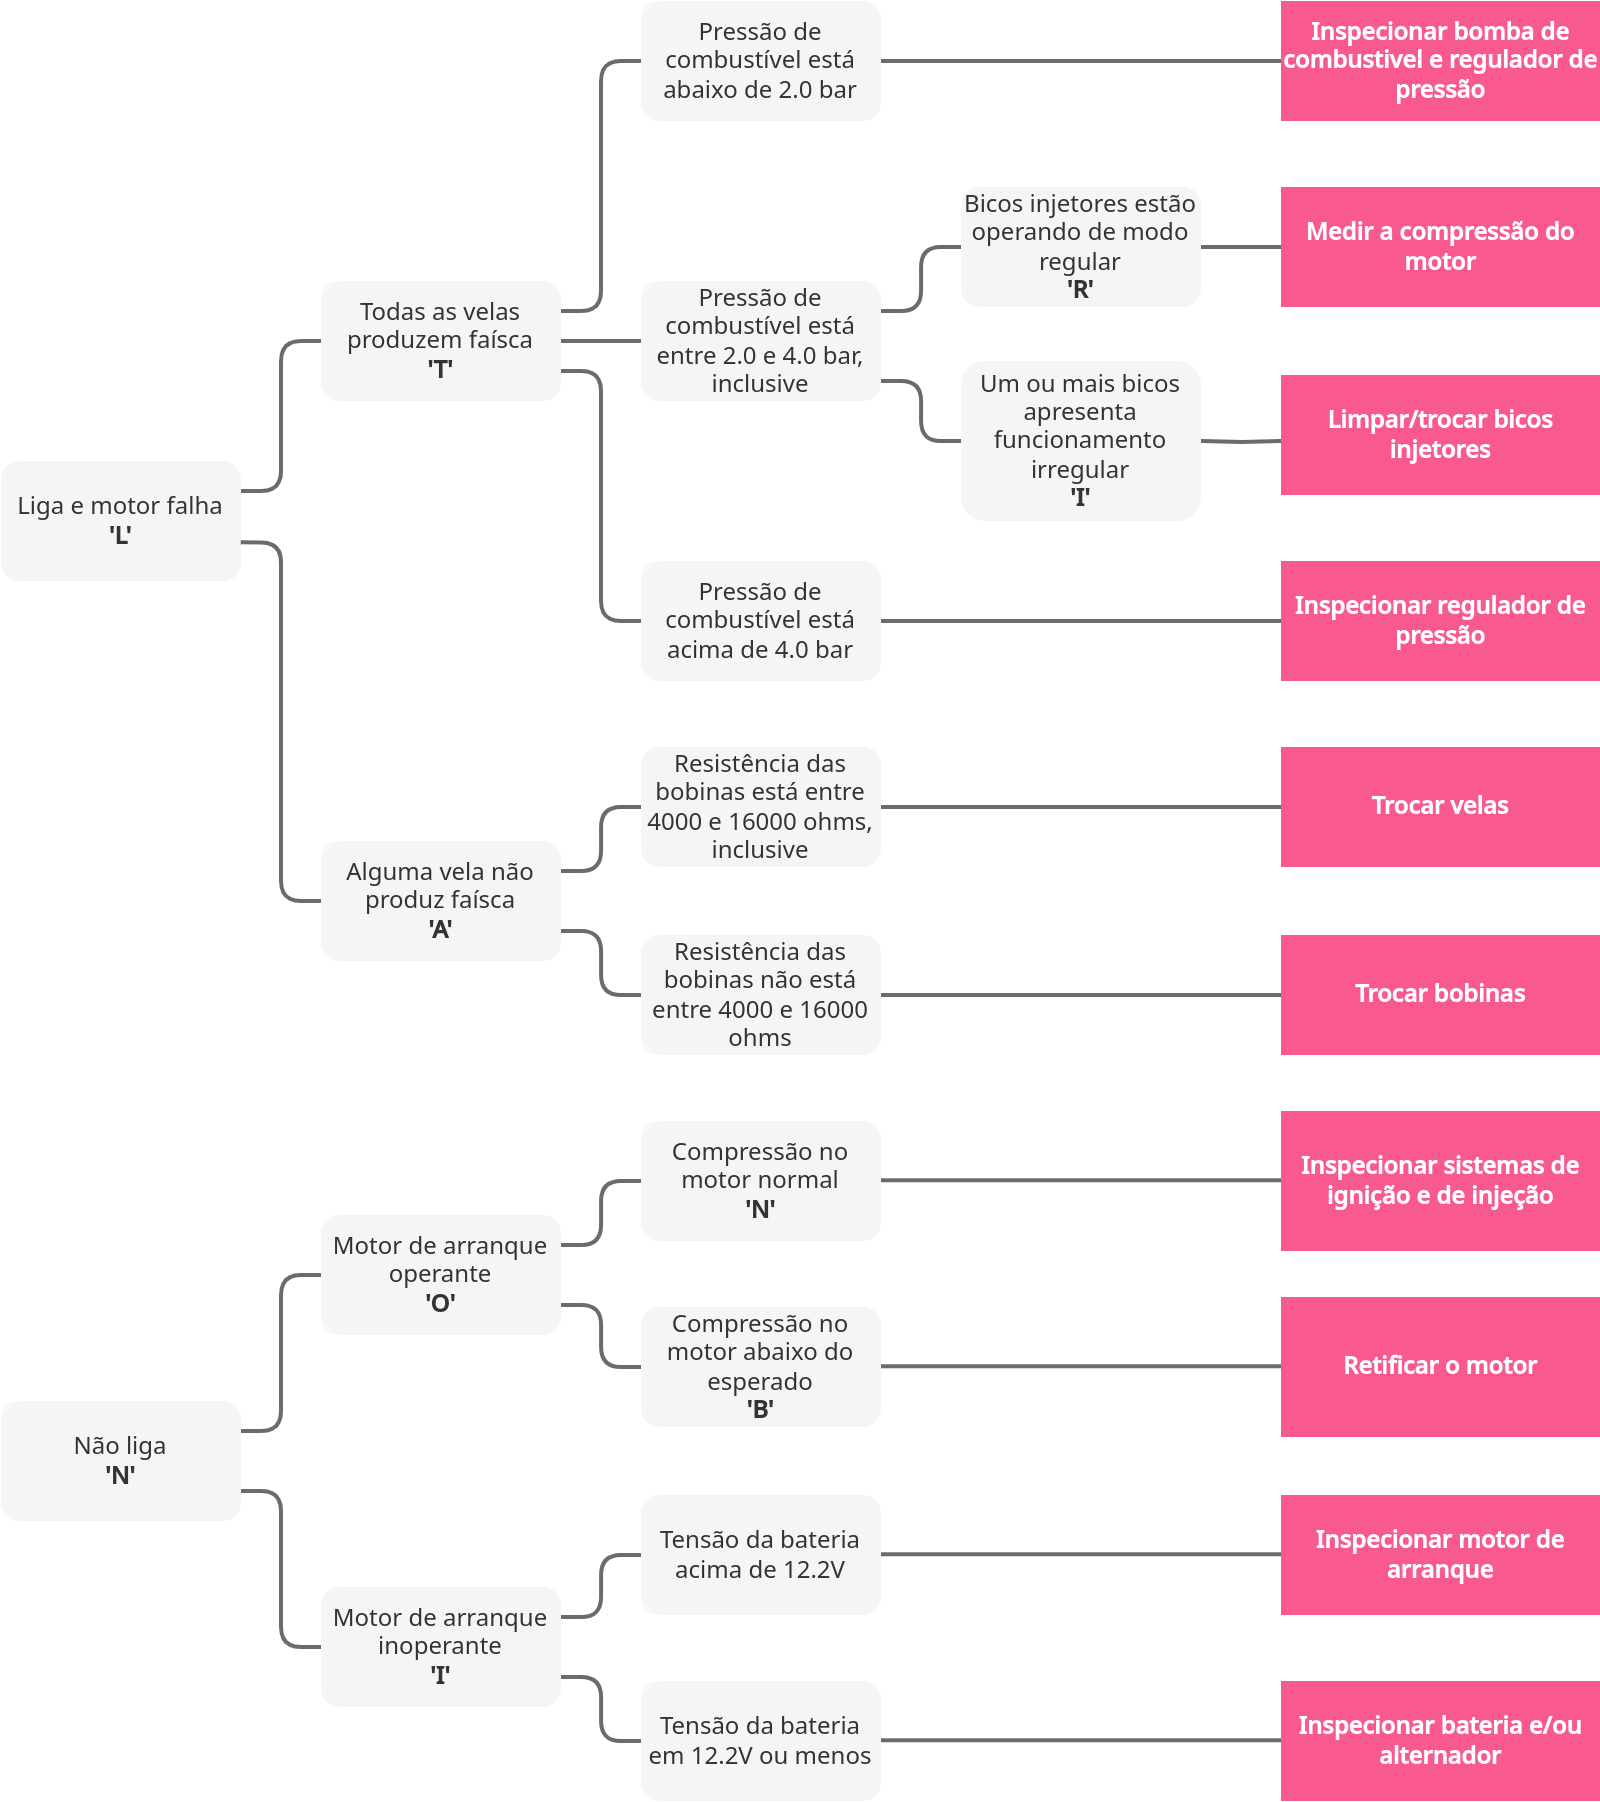 Pressão de
combustível está
abaixo de 2.0 bar
Inspecionar bomba de
combustivel e regulador de
pressão
Bicos injetores estão
operando de modo
regular
'R'
Medir a compressão do
motor
Todas as velas
produzem faísca
'T'
Pressão de
combustível está
entre 2.0 e 4.0 bar,
inclusive
Um ou mais bicos
apresenta
funcionamento
irregular
'I'
Limpar/trocar bicos
injetores
Liga e motor falha
'L'
Pressão de
combustível está
acima de 4.0 bar
Inspecionar regulador de
pressão
Resistência das
bobinas está entre
4000 e 16000 ohms,
inclusive
Trocar velas
Alguma vela não
produz faísca
'A'
Resistência das
bobinas não está
entre 4000 e 16000
ohms
Trocar bobinas
Compressão no
motor normal
'N'
Inspecionar sistemas de
ignição e de injeção
Motor de arranque
operante
'O'
Compressão no
motor abaixo do
esperado
'B'
Retificar o motor
Não liga
'N'
Tensão da bateria
acima de 12.2V
Inspecionar motor de
arranque
Motor de arranque
inoperante
'I'
Tensão da bateria
em 12.2V ou menos
Inspecionar bateria e/ou
alternador